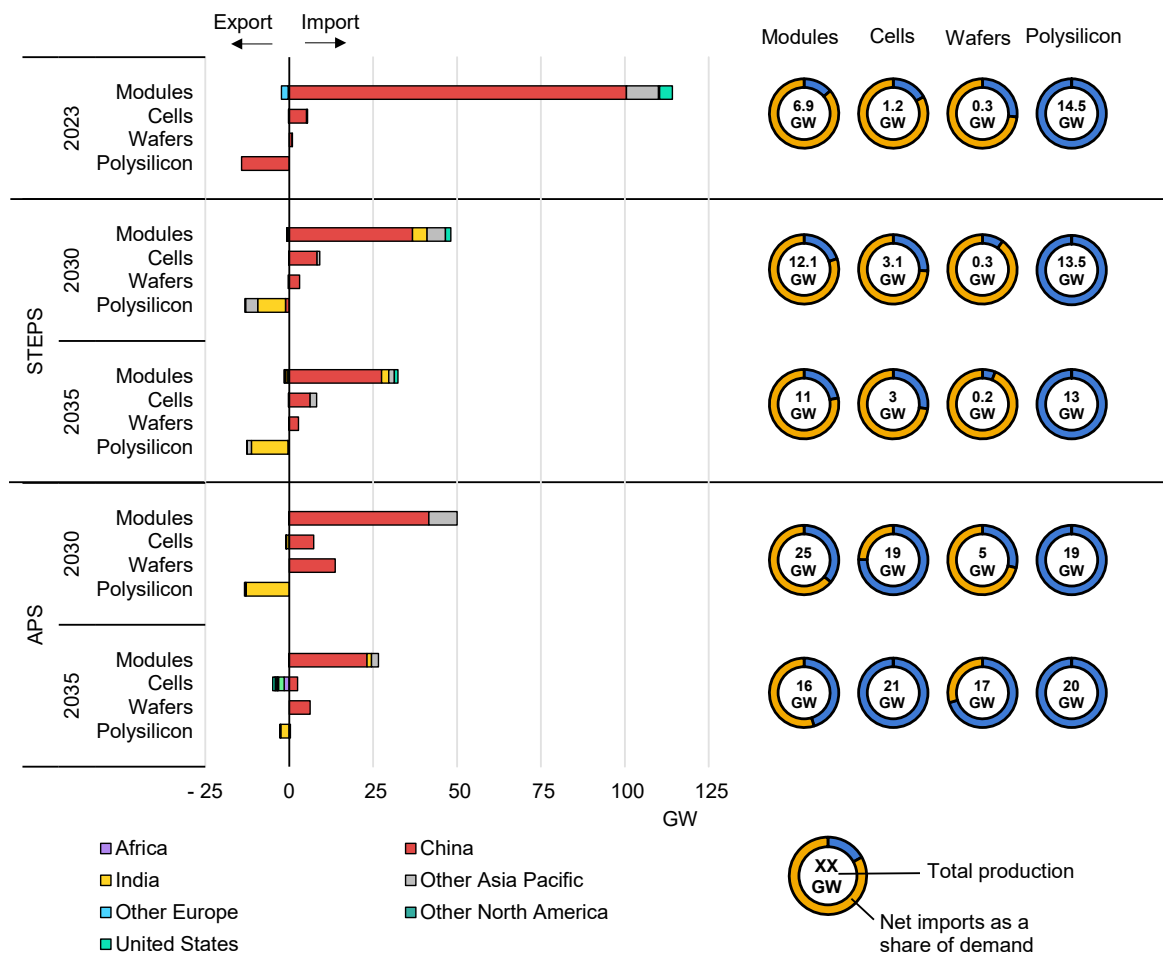 Export Import
Modules Cells Wafers Polysilicon
2023
Modules
Cells
Wafers
Polysilicon
6.9 GW
1.2 GW
0.3 GW
14.5 GW
STEPS
2030
Modules
Cells
Wafers
Polysilicon
12.1 GW
3.1 GW
0.3 GW
13.5 GW
2035
Modules
Cells
Wafers
Polysilicon
11 GW
3 GW
0.2 GW
13 GW
APS
2030
Modules
Cells
Wafers
Polysilicon
25 GW
19 GW
5 GW
19 GW
2035
Modules
Cells
Wafers
Polysilicon
16 GW
21 GW
17 GW
20 GW
- 25 0 25 50 75 100 125
GW
Africa
China
India
Other Asia Pacific
Other Europe
Other North America
United States
XX GW
Total production
Net imports as a
share of demand